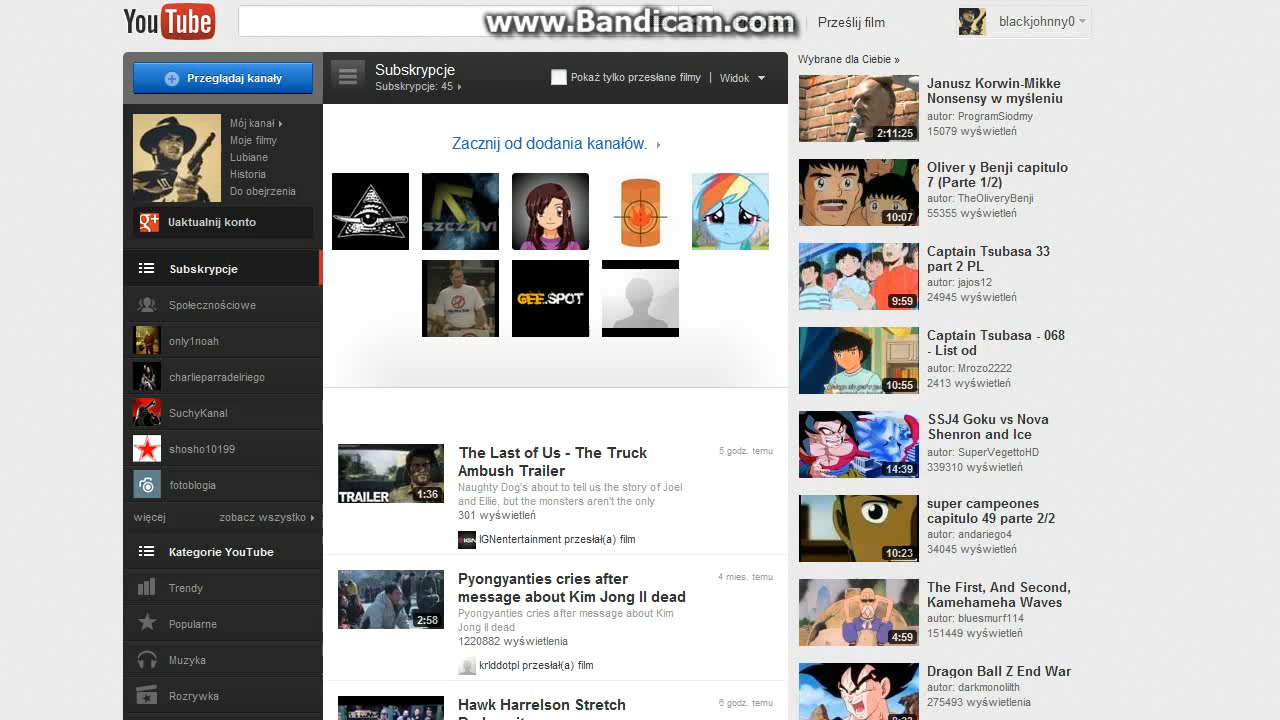 YouTube
www.Bandicam.com
Prześlij film
blackjohnny0
Przeglądaj kanały
Mój kanał
Moje filmy
Lubiane
Historia
Do obejrzenia
Uaktualnij konto
Subskrypcje
Społecznościowe
only1noah
charlieparradelriego
SuchyKanal
shosho10199
fotoblogia
więcej
zobacz wszystko
Kategorie YouTube
Trendy
Popularne
Muzyka
Rozrywka
Subskrypcje
Subskrypcje: 45
Pokaż tylko przesłane filmy
Widok
Zacznij od dodania kanałów.
GEE.SPOT
TRAILER
1:36
The Last of Us - The Truck
Ambush Trailer
5 godz. temu
Naughty Dog's about to tell us the story of Joel
and Ellie, but the monsters aren't the only
301 wyświetleń
IGN
IGNentertainment przesłał(a) film
2:58
Pyongyanties cries after
message about Kim Jong Il dead
4 mies. temu
Pyongyanties cries after message about Kim
Jong Il dead
1220882 wyświetlenia
krlddotpl przesłał(a) film
Hawk Harrelson Stretch
6 godz. temu
Wybrane dla Ciebie »
2:11:25
Janusz Korwin-Mikke
Nonsensy w myśleniu
autor: ProgramSiodmy
15079 wyświetleń
10:07
Oliver y Benji capitulo
7 (Parte 1/2)
autor: TheOliveryBenji
55355 wyświetleń
9:59
Captain Tsubasa 33
part 2 PL
autor: jajos12
24945 wyświetleń
10:55
Captain Tsubasa - 068
- List od
autor: Mrozo2222
2413 wyświetleń
14:39
SSJ4 Goku vs Nova
Shenron and Ice
autor: SuperVegettoHD
339310 wyświetleń
10:23
super campeones
capitulo 49 parte 2/2
autor: andariego4
34045 wyświetleń
4:59
The First, And Second,
Kamehameha Waves
autor: bluesmurf114
151449 wyświetleń
Dragon Ball Z End War
autor: darkmonolilth
275493 wyświetlenia